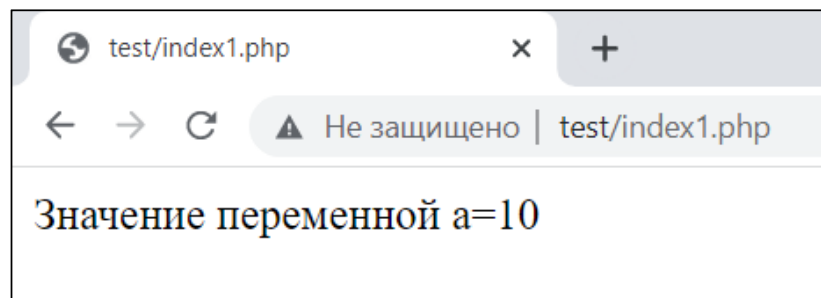 test/index1.php
Не защищено | test/index1.php
Значение переменной a=10